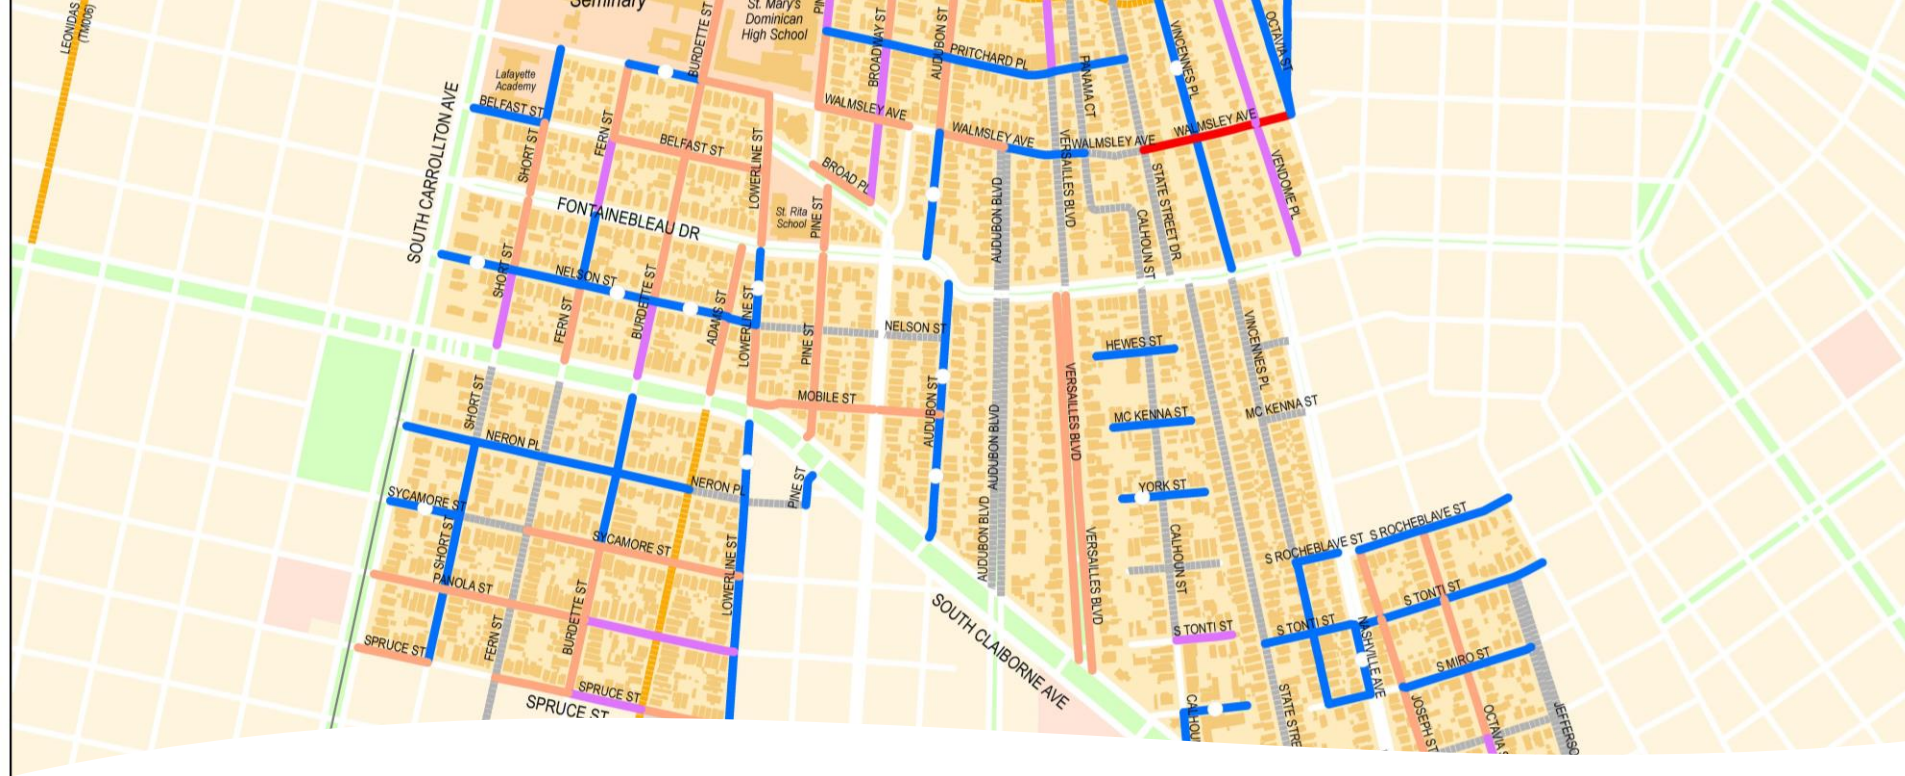 Seminary
St. Mary's
Dominican
High School
LEONIDAS
(TM006)
BURDETTE ST
BROADWAY ST
AUDUBON ST
PRITCHARD PL
PANAMA CT
VINCENNES PL
OCTAVIA ST
SOUTH CARROLLTON AVE
Lafayette
Academy
BELFAST ST
SHORT ST
FERN ST
BELFAST ST
LOWERLINE ST
WALMSLEY AVE
BROAD PL
WALMSLEY AVE
VERSAILLES BLVD
WALMSLEY AVE
WALMSLEY AVE
STATE STREET DR
VENDOME PL
FONTAINEBLEAU DR
St. Rita
School
PINE ST
AUDUBON BLVD
CALHOUN ST
SHORT ST
NELSON ST
FERN ST
BURDETTE ST
ADAMS ST
LOWERLINE ST
PINE ST
NELSON ST
HEWES ST
VINCENNES PL
MOBILE ST
AUDUBON ST
AUDUBON BLVD
VERSAILLES BLVD
MC KENNA ST
MC KENNA ST
SHORT ST
NERON PL
NERON PL
PINE ST
YORK ST
SYCAMORE ST
SHORT ST
SYCAMORE ST
LOWERLINE ST
AUDUBON BLVD
VERSAILLES BLVD
CALHOUN ST
S ROCHEBLAVE ST
S ROCHEBLAVE ST
PANOLA ST
BURDETTE ST
FERN ST
SPRUCE ST
SOUTH CLAIBORNE AVE
S TONTI ST
S TONTI ST
S TONTI ST
NASHVILLE AVE
S MIRO ST
SPRUCE ST
SPRUCE ST
CALHOU
STATE STRE
JOSEPH ST
OCTAVIA S
JEFFERSO